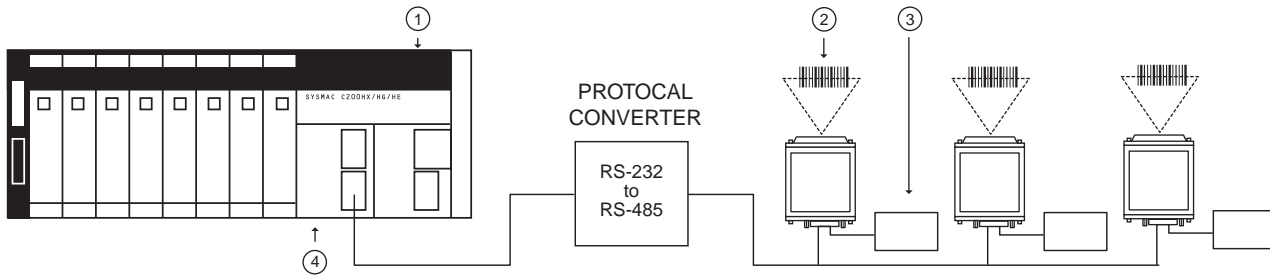 1
2
3
SYSMAC C200HX/HG/HE
PROTOCAL
CONVERTER
RS-232
to
RS-485
4